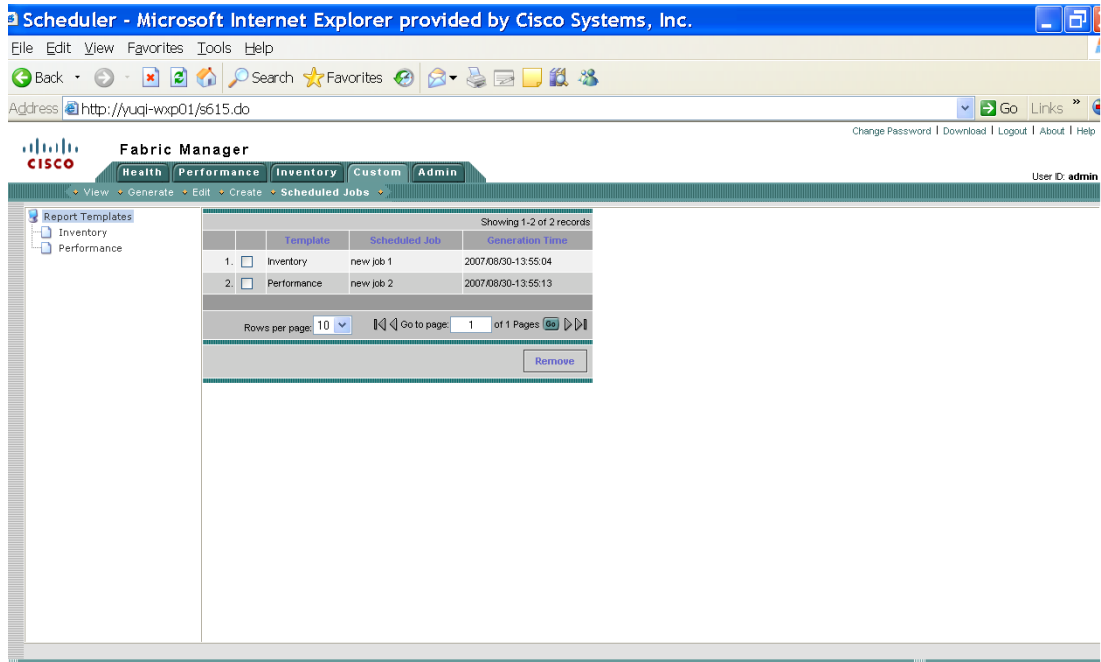 Scheduler - Microsoft Internet Explorer provided by Cisco Systems, Inc.
File Edit View Favorites Tools Help
Back Search Favorites
Address http://yuqi-wxp01/s615.do Go Links »
Change Password | Download | Logout | About | Help
CISCO Fabric Manager
Health Performance Inventory Custom Admin
User ID: admin
View Generate Edit Create Scheduled Jobs
Report Templates
Inventory
Performance
Showing 1-2 of 2 records
Template Scheduled Job Generation Time
1. Inventory new job 1 2007/08/30-13:55:04
2. Performance new job 2 2007/08/30-13:55:13
Rows per page: 10 Go to page: 1 of 1 Pages Go
Remove